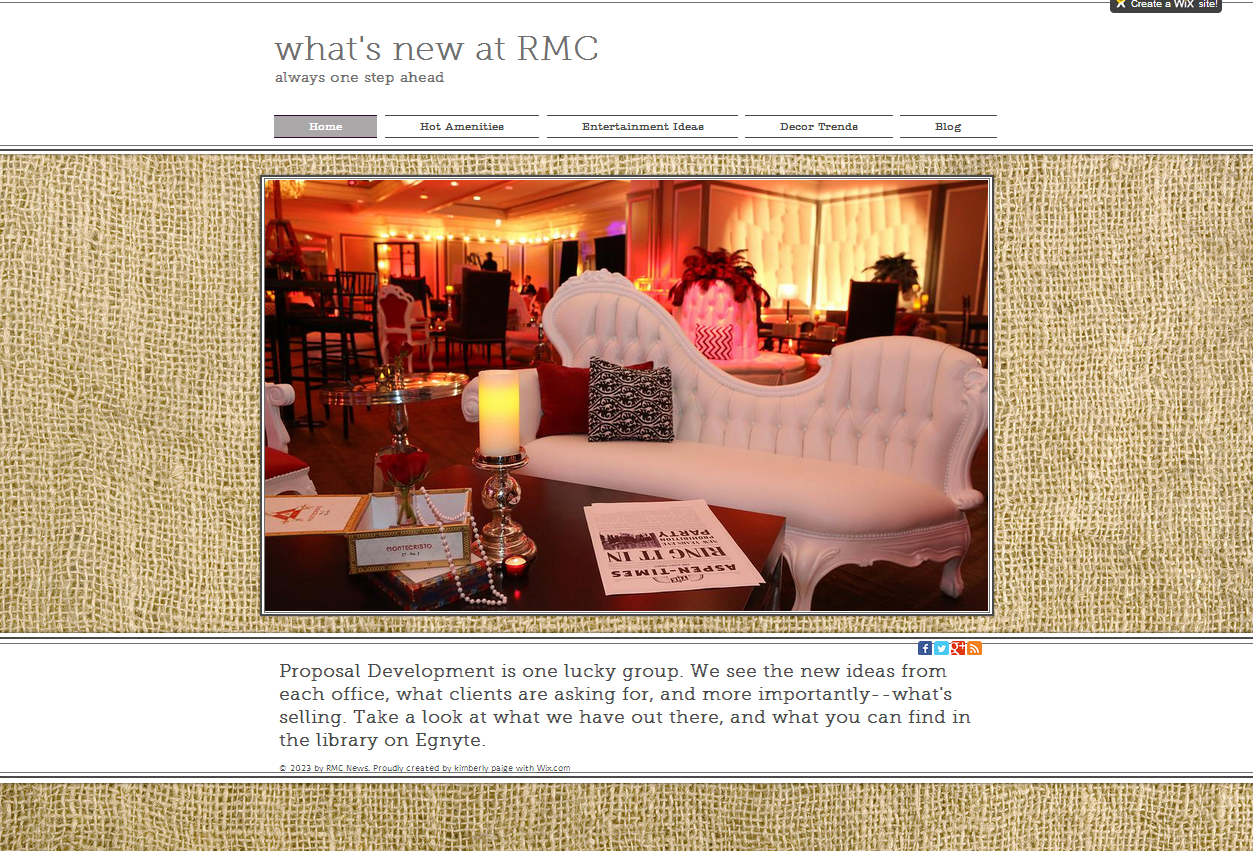 Create a WiX site!
what's new at RMC
always one step ahead
Home
Hot Amenities
Entertainment Ideas
Decor Trends
Blog
MONTECRISTO
ASPEN-TIMES
RING IT IN
NEW YEARS EVE
PROHIBITION
PARTY
Proposal Development is one lucky group. We see the new ideas from
each office, what clients are asking for, and more importantly--what's
selling. Take a look at what we have out there, and what you can find in
the library on Egnyte.
© 2023 by RMC News. Proudly created by kimberly paige with Wix.com